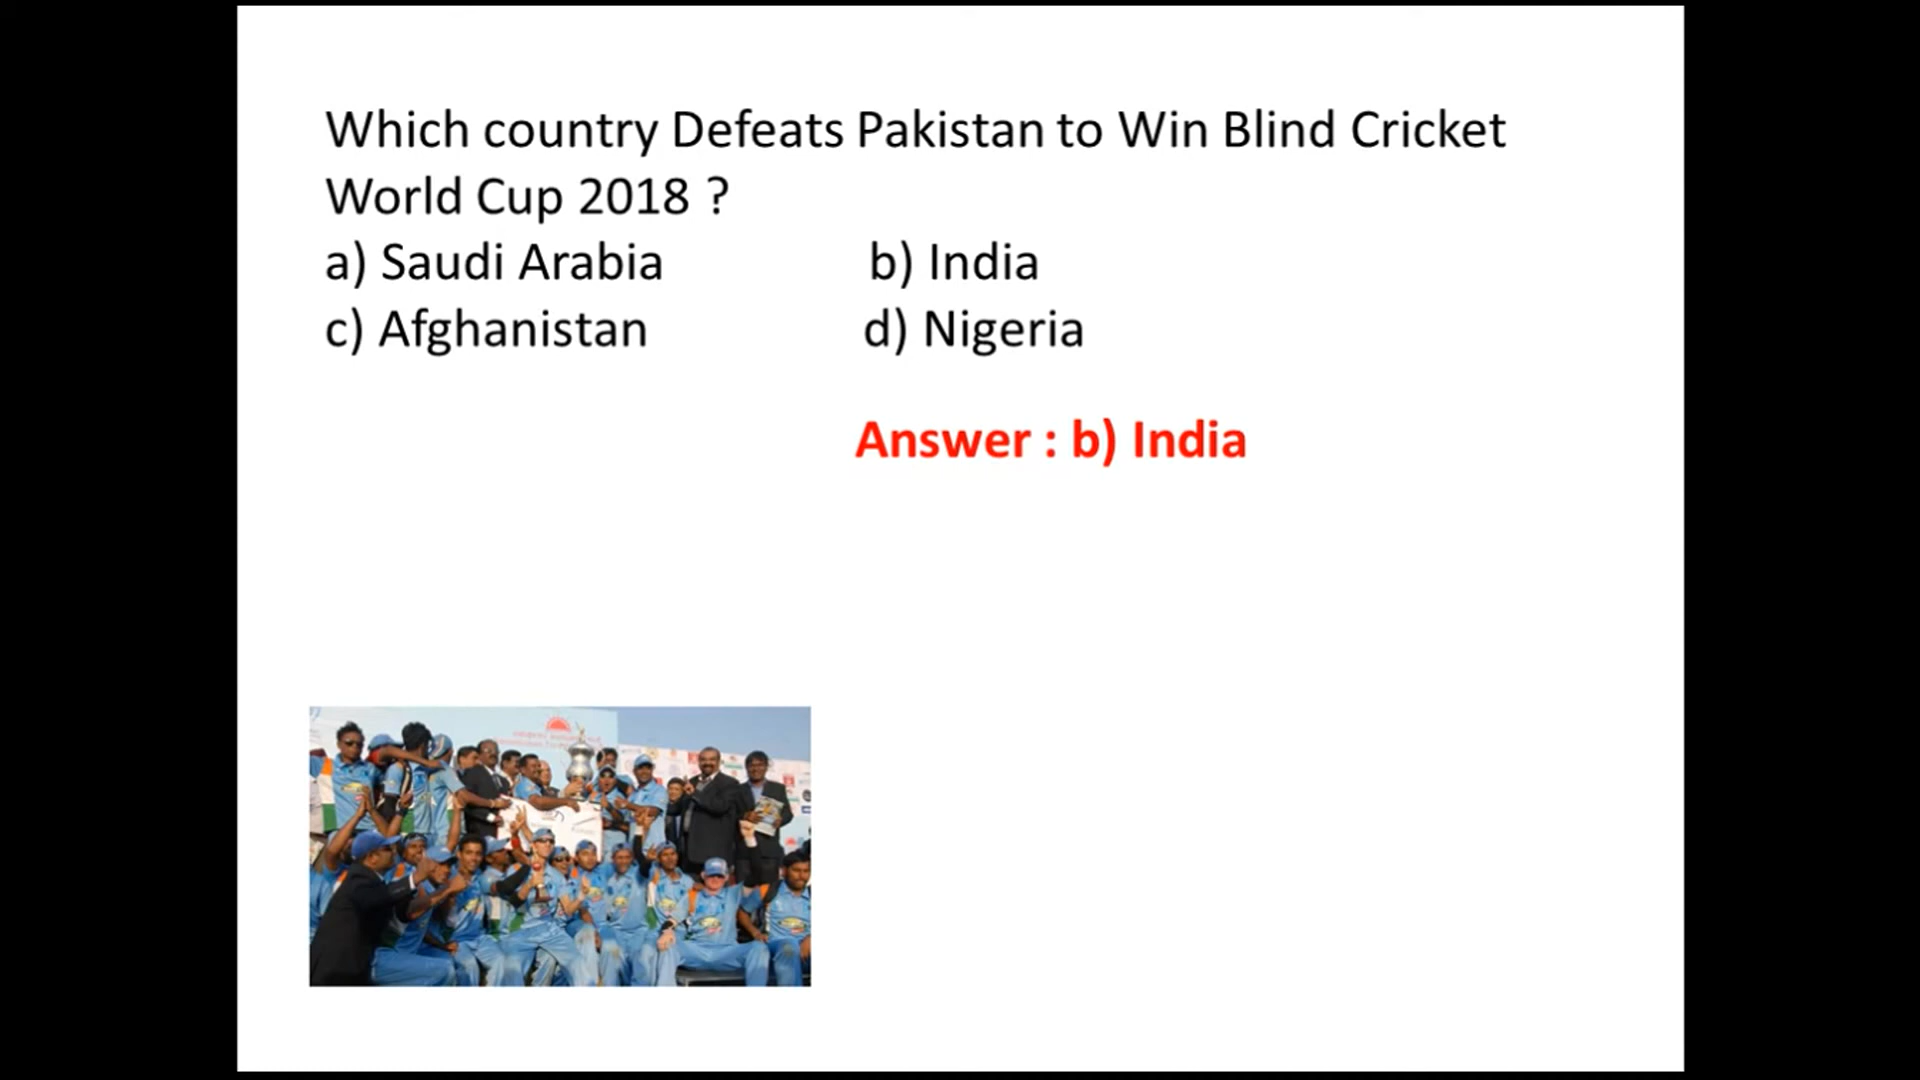 Which country Defeats Pakistan to Win Blind Cricket
World Cup 2018 ?
a) Saudi Arabia b) India
c) Afghanistan d) Nigeria
Answer : b) India